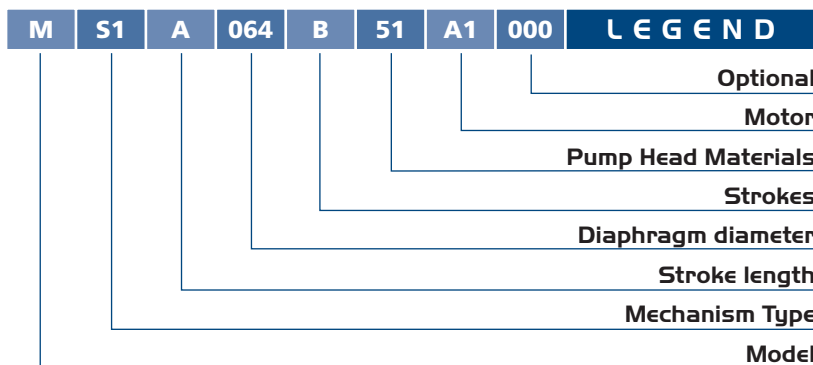 M S1 A 064 B 51 A1 000 LEGEND
Optional
Motor
Pump Head Materials
Strokes
Diaphragm diameter
Stroke length
Mechanism Type
Model